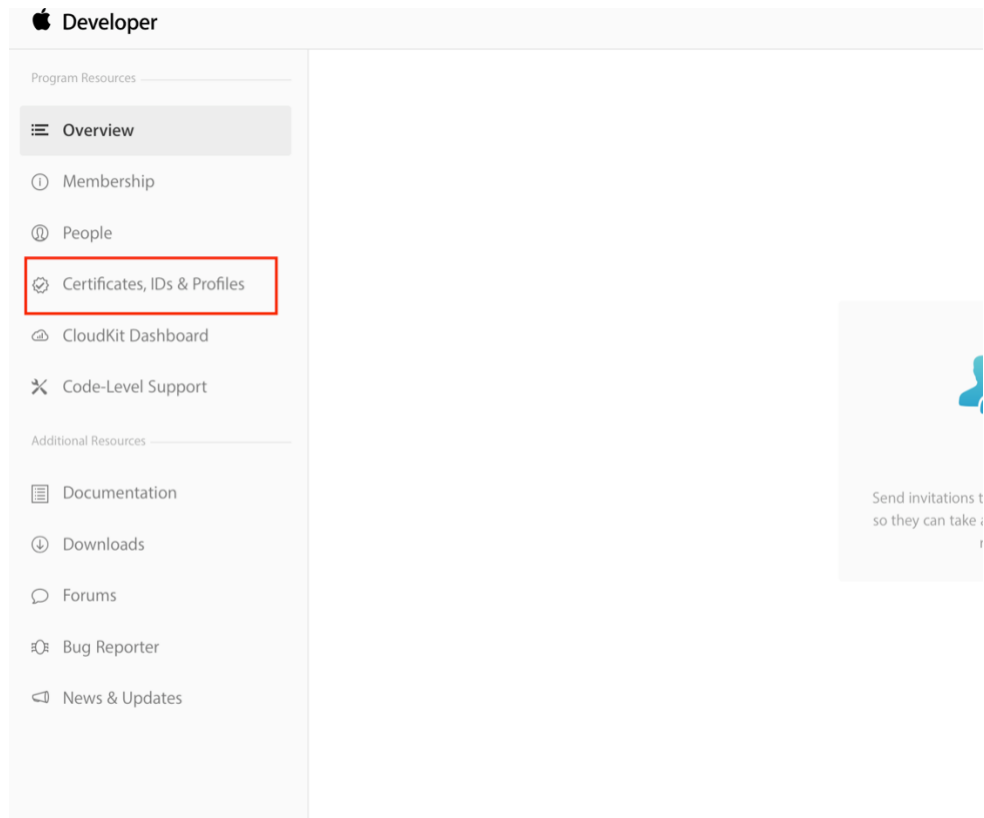 Developer
Program Resources
Overview
Membership
People
Certificates, IDs & Profiles
CloudKit Dashboard
Code-Level Support
Additional Resources
Documentation
Downloads
Forums
Bug Reporter
News & Updates
Send invitations
so they can take